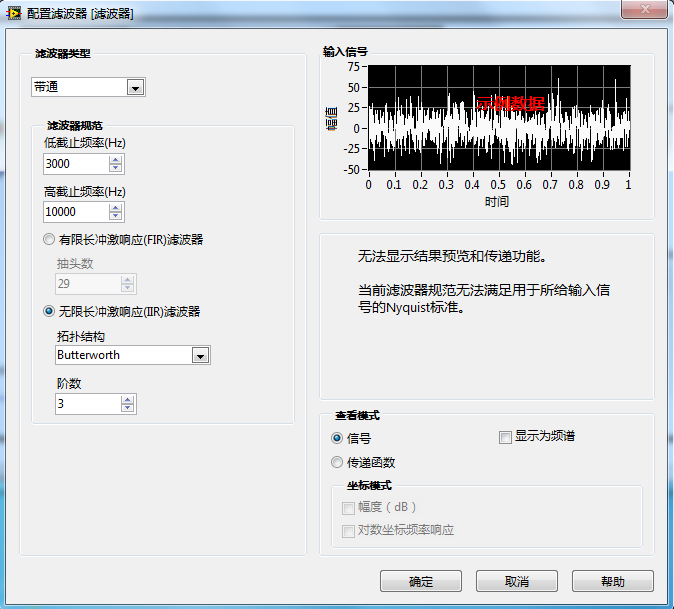 配置滤波器 [滤波器]
滤波器类型
带通
滤波器规范
低截止频率(Hz)
3000
高截止频率(Hz)
10000
有限长冲激响应(FIR)滤波器
抽头数
29
无限长冲激响应(IIR)滤波器
拓扑结构
Butterworth
阶数
3
输入信号
示例数据
幅值
75
50
25
0
-25
-50
0 0.1 0.2 0.3 0.4 0.5 0.6 0.7 0.8 0.9 1
时间
无法显示结果预览和传递功能。
当前滤波器规范无法满足用于所给输入信
号的Nyquist标准。
查看模式
信号
显示为频谱
传递函数
坐标模式
幅度（dB）
对数坐标频率响应
确定
取消
帮助